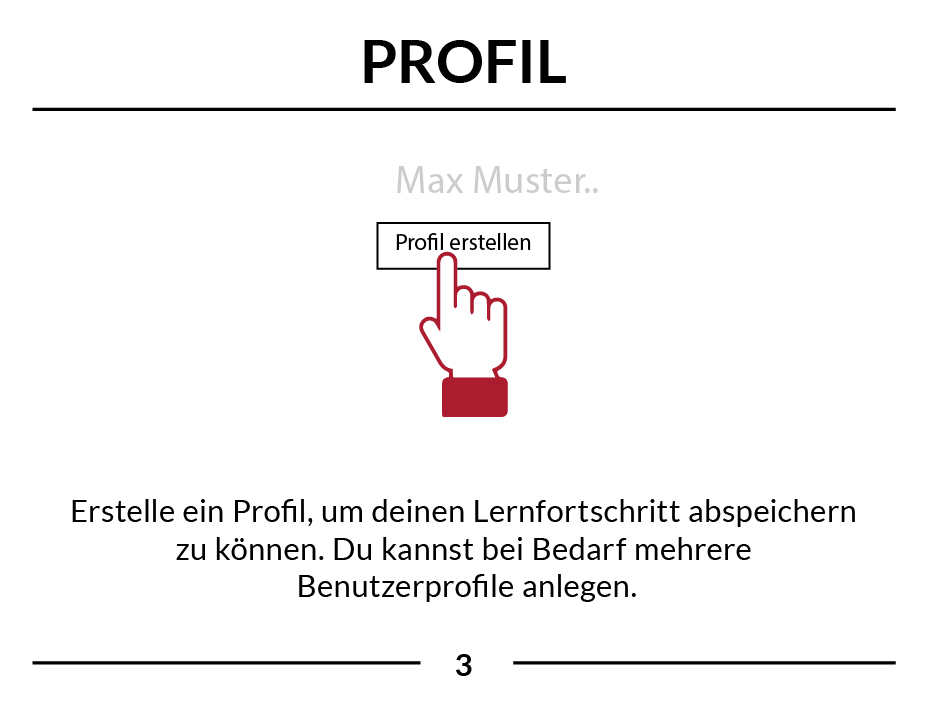 PROFIL
Max Muster..
Profil erstellen
Erstelle ein Profil, um deinen Lernfortschritt abspeichern
zu können. Du kannst bei Bedarf mehrere
Benutzerprofile anlegen.
3